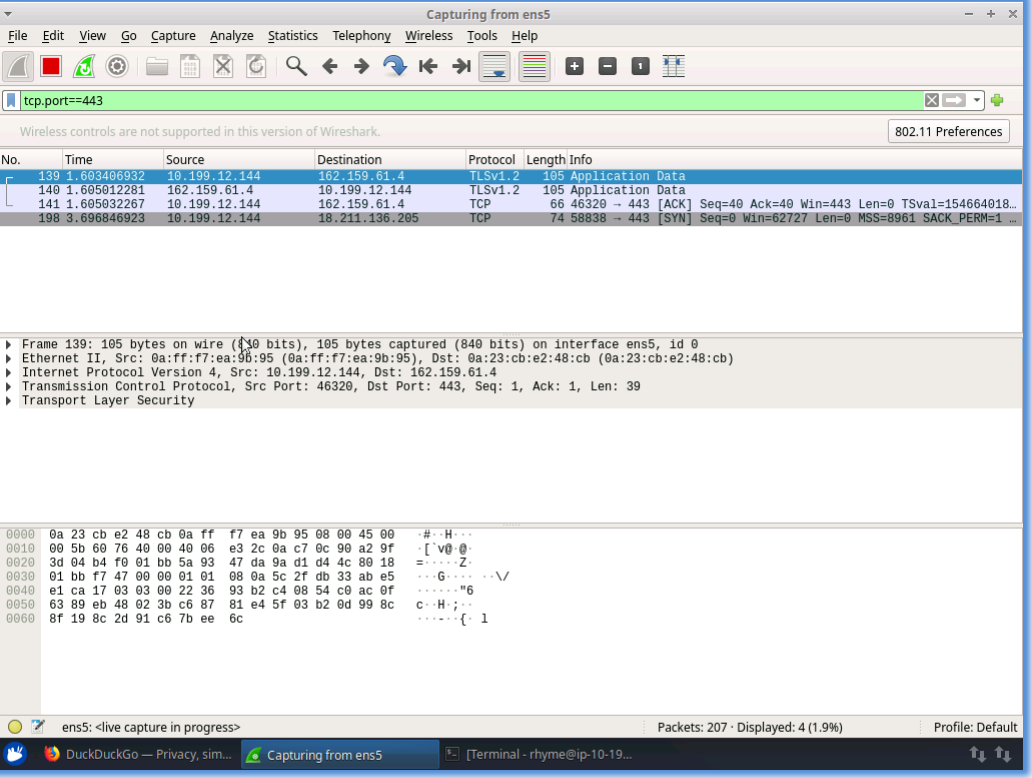 Capturing from ens5
File Edit View Go Capture Analyze Statistics Telephony Wireless Tools Help
tcp.port==443
Wireless controls are not supported in this version of Wireshark. 802.11 Preferences
No. Time Source Destination Protocol Length Info
139 1.603406932 10.199.12.144 162.159.61.4 TLSv1.2 105 Application Data
140 1.605012281 162.159.61.4 10.199.12.144 TLSv1.2 105 Application Data
141 1.605032267 10.199.12.144 162.159.61.4 TCP 66 46320 → 443 [ACK] Seq=40 Ack=40 Win=443 Len=0 TSval=154664018…
198 3.696846923 10.199.12.144 18.211.136.205 TCP 74 58838 → 443 [SYN] Seq=0 Win=62727 Len=0 MSS=8961 SACK_PERM=1 …
Frame 139: 105 bytes on wire (840 bits), 105 bytes captured (840 bits) on interface ens5, id 0
Ethernet II, Src: 0a:ff:f7:ea:9b:95 (0a:ff:f7:ea:9b:95), Dst: 0a:23:cb:e2:48:cb (0a:23:cb:e2:48:cb)
Internet Protocol Version 4, Src: 10.199.12.144, Dst: 162.159.61.4
Transmission Control Protocol, Src Port: 46320, Dst Port: 443, Seq: 1, Ack: 1, Len: 39
Transport Layer Security
0000 0a 23 cb e2 48 cb 0a ff f7 ea 9b 95 08 00 45 00 ·#··H···
0010 00 5b 60 76 40 00 40 06 e3 2c 0a c7 0c 90 a2 9f ·[`v@·@·
0020 3d 04 b4 f0 01 bb 5a 93 47 da 9a d1 d4 4c 80 18 =·····Z·
0030 01 bb f7 47 00 00 01 01 08 0a 5c 2f db 33 ab e5 ···G···· ··\/
0040 e1 ca 17 03 03 00 22 36 93 b2 c4 08 54 c0 ac 0f ······"6
0050 63 89 eb 48 02 3b c6 87 81 e4 5f 03 b2 0d 99 8c c··H·;··
0060 8f 19 8c 2d 91 c6 7b ee 6c ···-··{· l
ens5: <live capture in progress> Packets: 207 · Displayed: 4 (1.9%) Profile: Default
DuckDuckGo — Privacy, sim... Capturing from ens5 [Terminal - rhyme@ip-10-19...